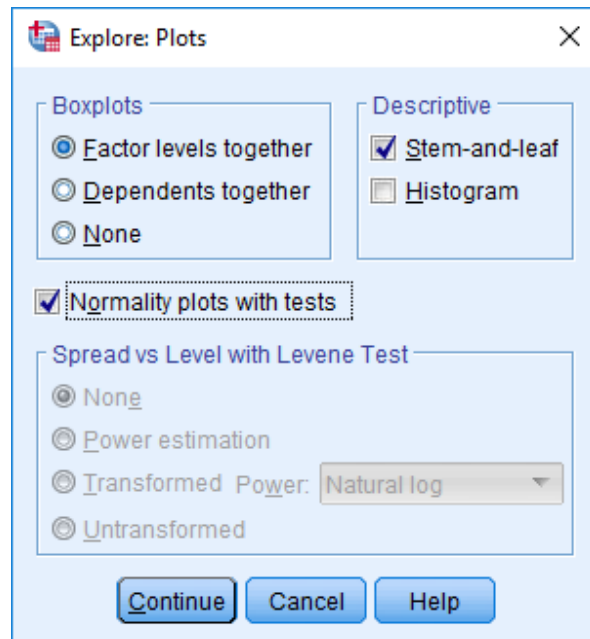 Explore: Plots
Boxplots
Factor levels together
Dependents together
None
Descriptive
Stem-and-leaf
Histogram
Normality plots with tests
Spread vs Level with Levene Test
None
Power estimation
Transformed Power: Natural log
Untransformed
Continue Cancel Help